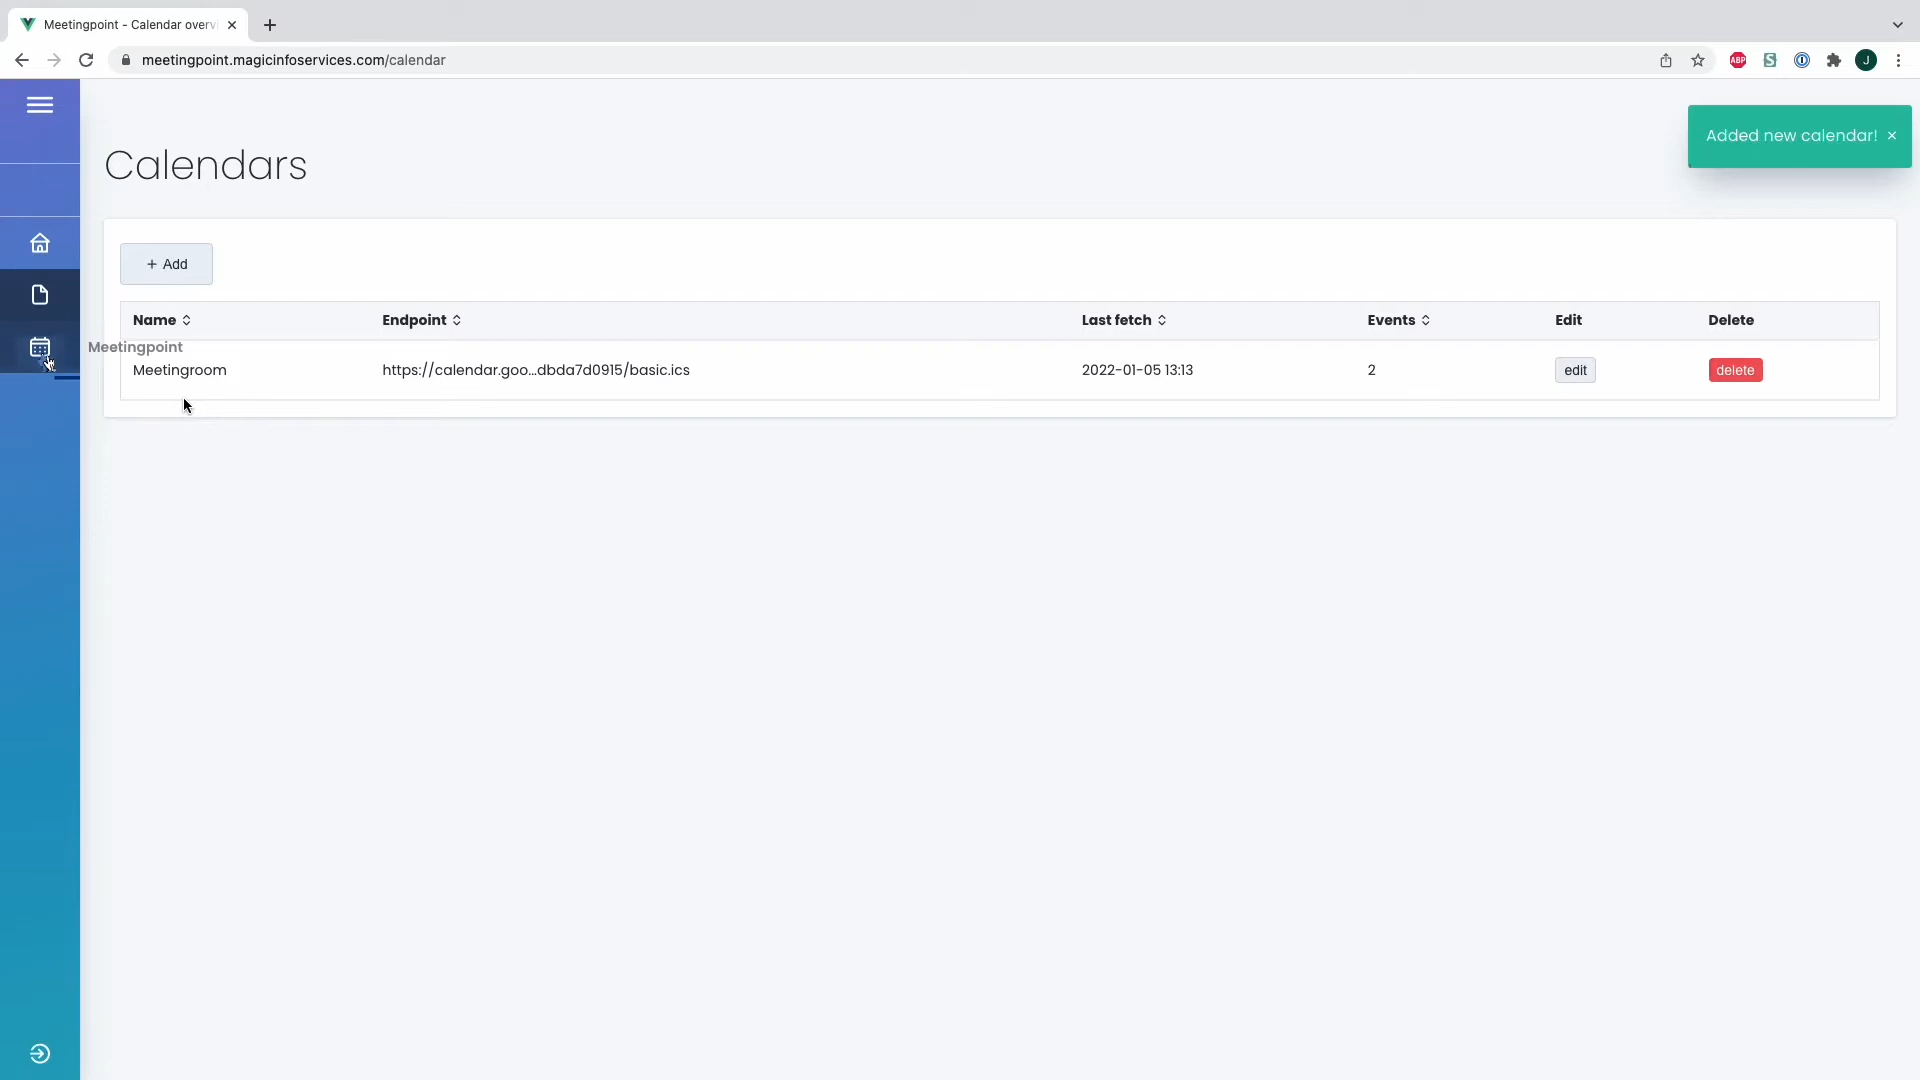 Meetingpoint - Calendar overv
meetingpoint.magicinfoservices.com/calendar
ABP
S
J
Added new calendar! ×
Calendars
+ Add
Name Endpoint Last fetch Events Edit Delete
Meetingpoint
Meetingroom https://calendar.goo...dbda7d0915/basic.ics 2022-01-05 13:13 2 edit delete